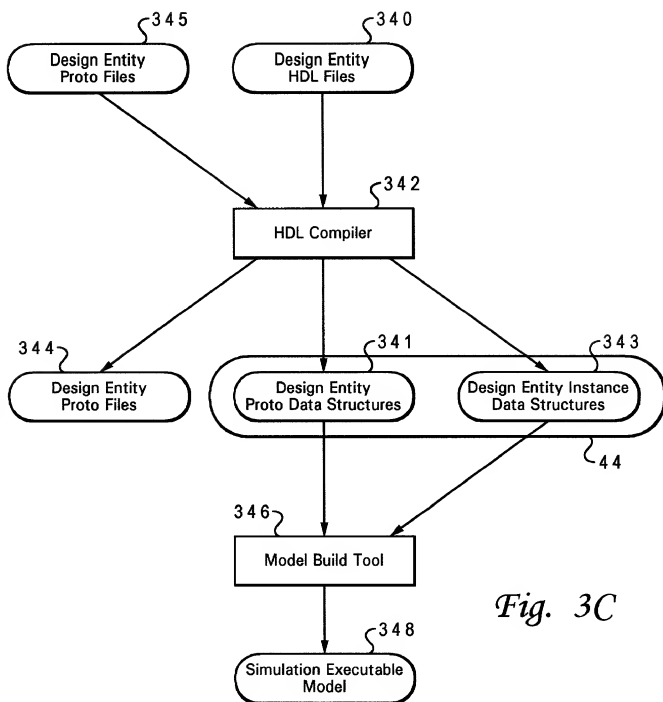 345
340
Design Entity
Proto Files
Design Entity
HDL Files
342
HDL Compiler
344
341
343
Design Entity
Proto Files
Design Entity
Proto Data Structures
Design Entity Instance
Data Structures
44
346
Model Build Tool
Fig. 3C
348
Simulation Executable
Model